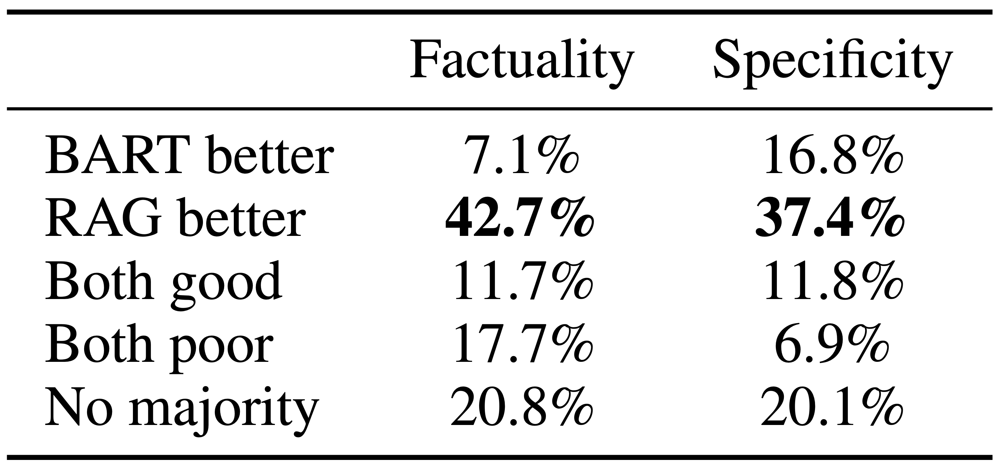 Factuality Specificity
BART better 7.1% 16.8%
RAG better 42.7% 37.4%
Both good 11.7% 11.8%
Both poor 17.7% 6.9%
No majority 20.8% 20.1%